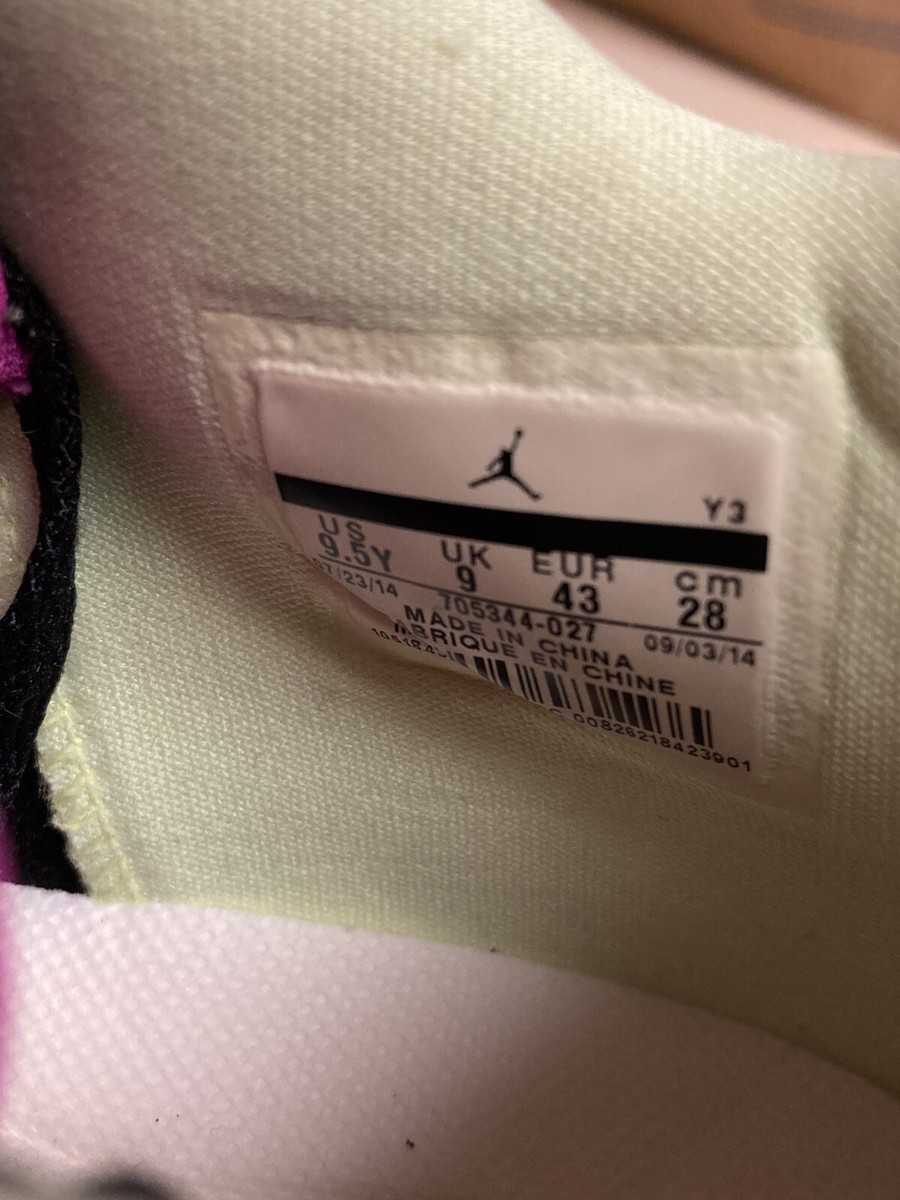 Y3
US UK EUR cm
9.5Y 9 43 28
7/23/14 705344-027 09/03/14
MADE IN CHINA
FABRIQUE EN CHINE
00826218423901